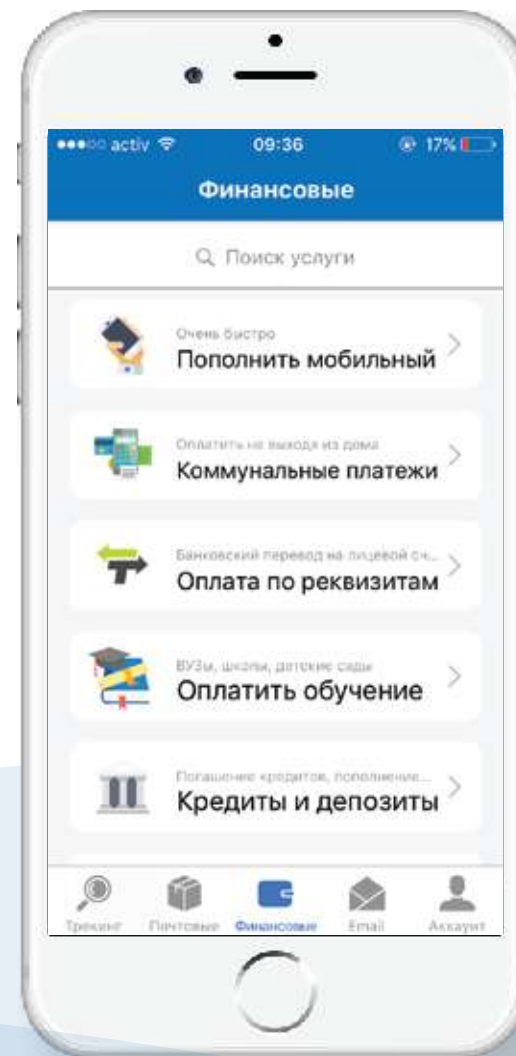 activ 09:36 17%
Финансовые
Поиск услуги
Очень быстро
Пополнить мобильный
Оплатить не выходя из дома
Коммунальные платежи
Банковский перевод на лицевой сч...
Оплата по реквизитам
ВУЗы, школы, детские сады
Оплатить обучение
Погашение кредитов, пополнение...
Кредиты и депозиты
Трекинг Почтовые Финансовые Email Аккаунт